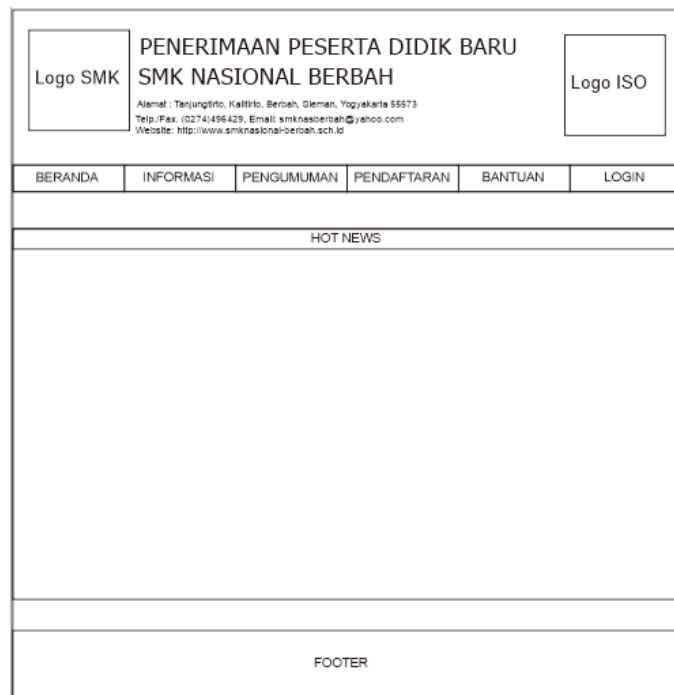 PENERIMAAN PESERTA DIDIK BARU
Logo SMK
SMK NASIONAL BERBAH
Logo ISO
Alamat : Tanjungtirto, Kalitirto, Berbah, Sleman, Yogyakarta 55573
Telp./Fax. (0274)496429, Email: smknasberbah@yahoo.com
Website: http://www.smknasional-berbah.sch.id
BERANDA INFORMASI PENGUMUMAN PENDAFTARAN BANTUAN LOGIN
HOT NEWS
FOOTER